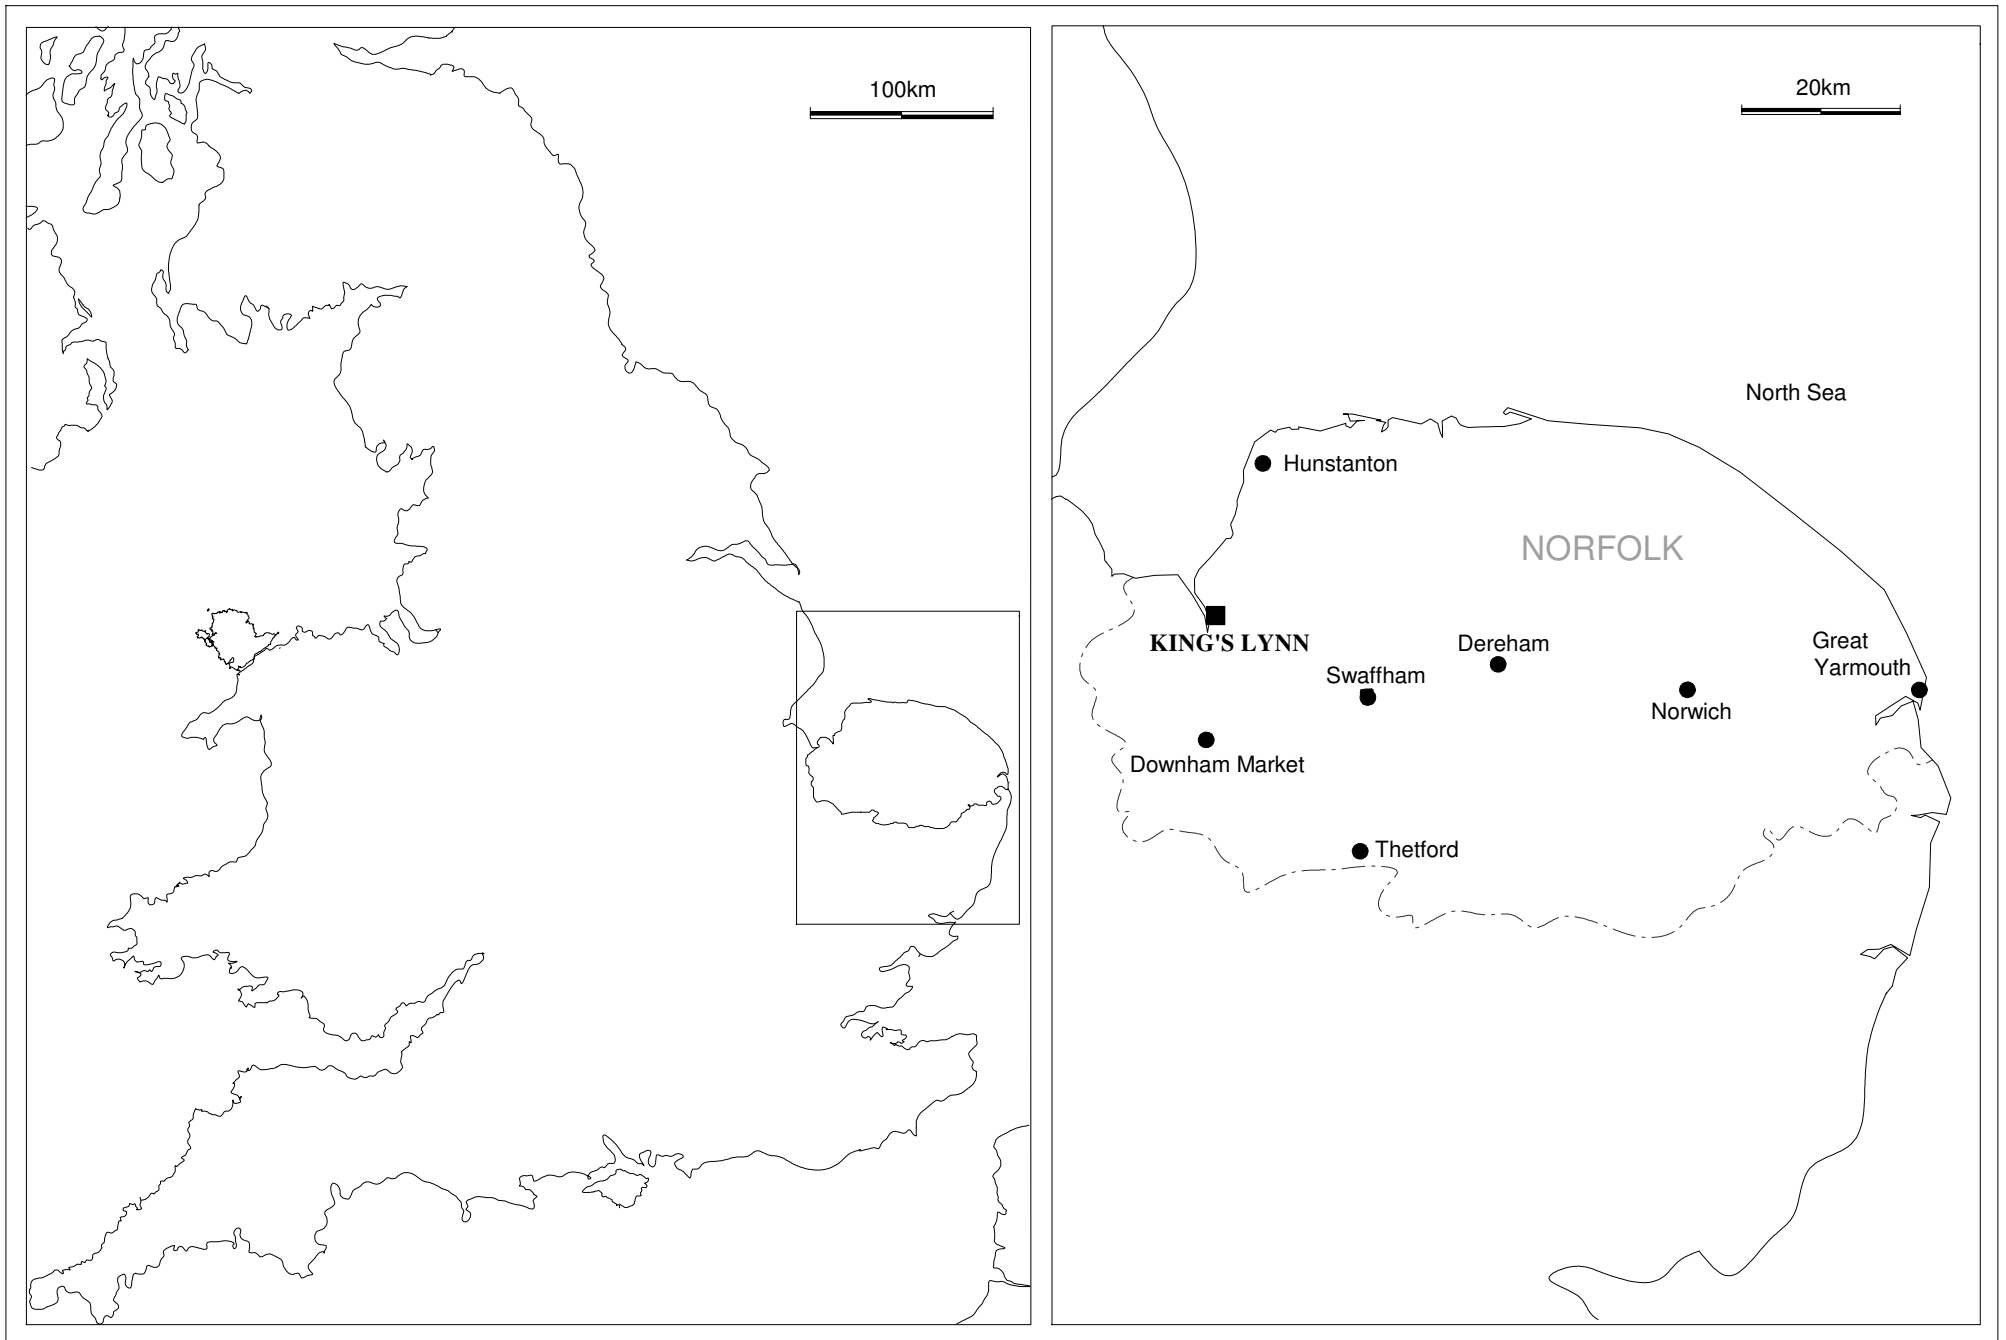 100km
20km
North Sea
Hunstanton
NORFOLK
KING'S LYNN
Dereham
Swaffham
Great
Yarmouth
Norwich
Downham Market
Thetford